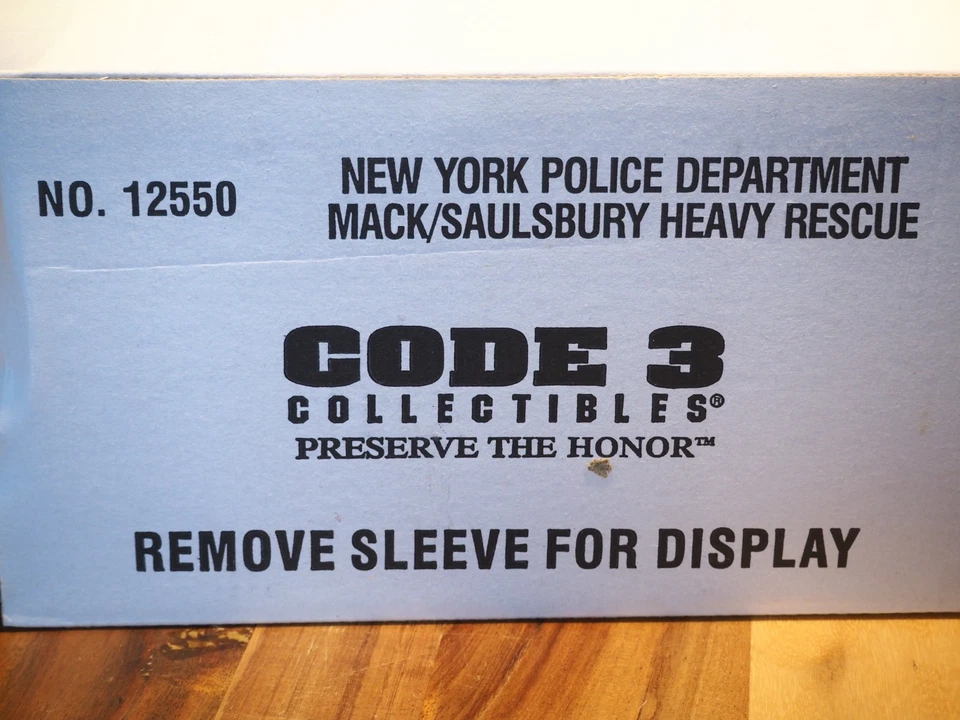 NO. 12550
NEW YORK POLICE DEPARTMENT
MACK/SAULSBURY HEAVY RESCUE
CODE 3
COLLECTIBLES®
PRESERVE THE HONOR™
REMOVE SLEEVE FOR DISPLAY